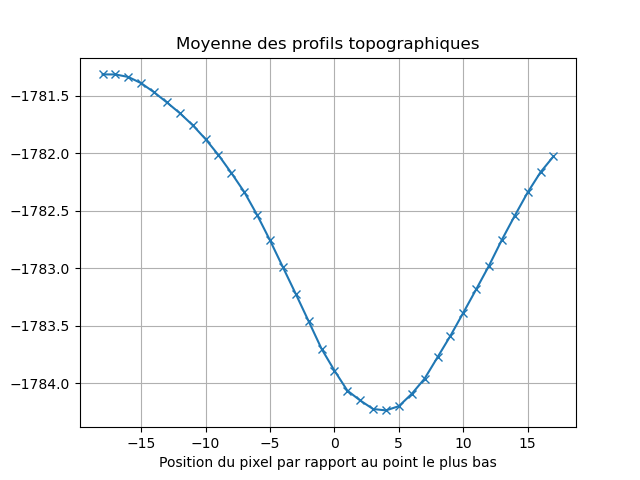 Moyenne des profils topographiques
−1781.5
−1782.0
−1782.5
−1783.0
−1783.5
−1784.0
−15 −10 −5 0 5 10 15
Position du pixel par rapport au point le plus bas